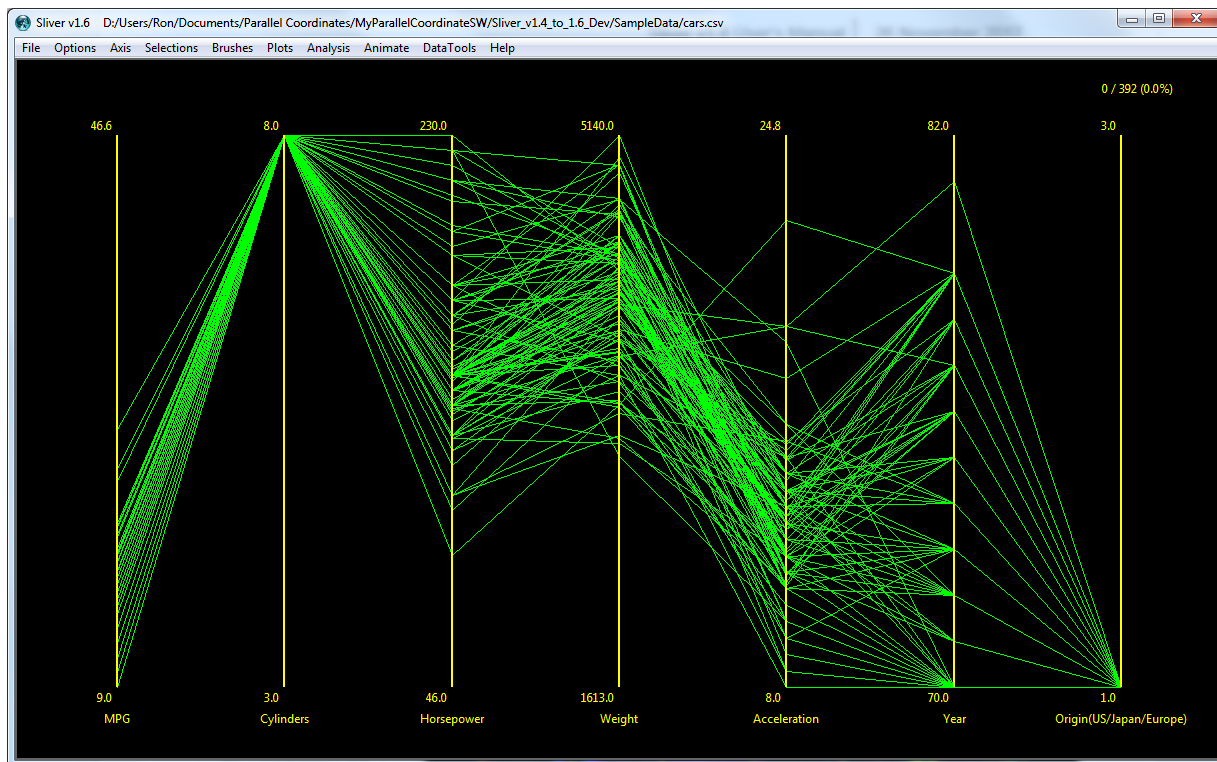 Sliver v1.6 D:/Users/Ron/Documents/Parallel Coordinates/MyParallelCoordinateSW/Sliver_v1.4_to_1.6_Dev/SampleData/cars.csv
File Options Axis Selections Brushes Plots Analysis Animate DataTools Help
0 / 392 (0.0%)
46.6 8.0 230.0 5140.0 24.8 82.0 3.0
9.0 3.0 46.0 1613.0 8.0 70.0 1.0
MPG Cylinders Horsepower Weight Acceleration Year Origin(US/Japan/Europe)